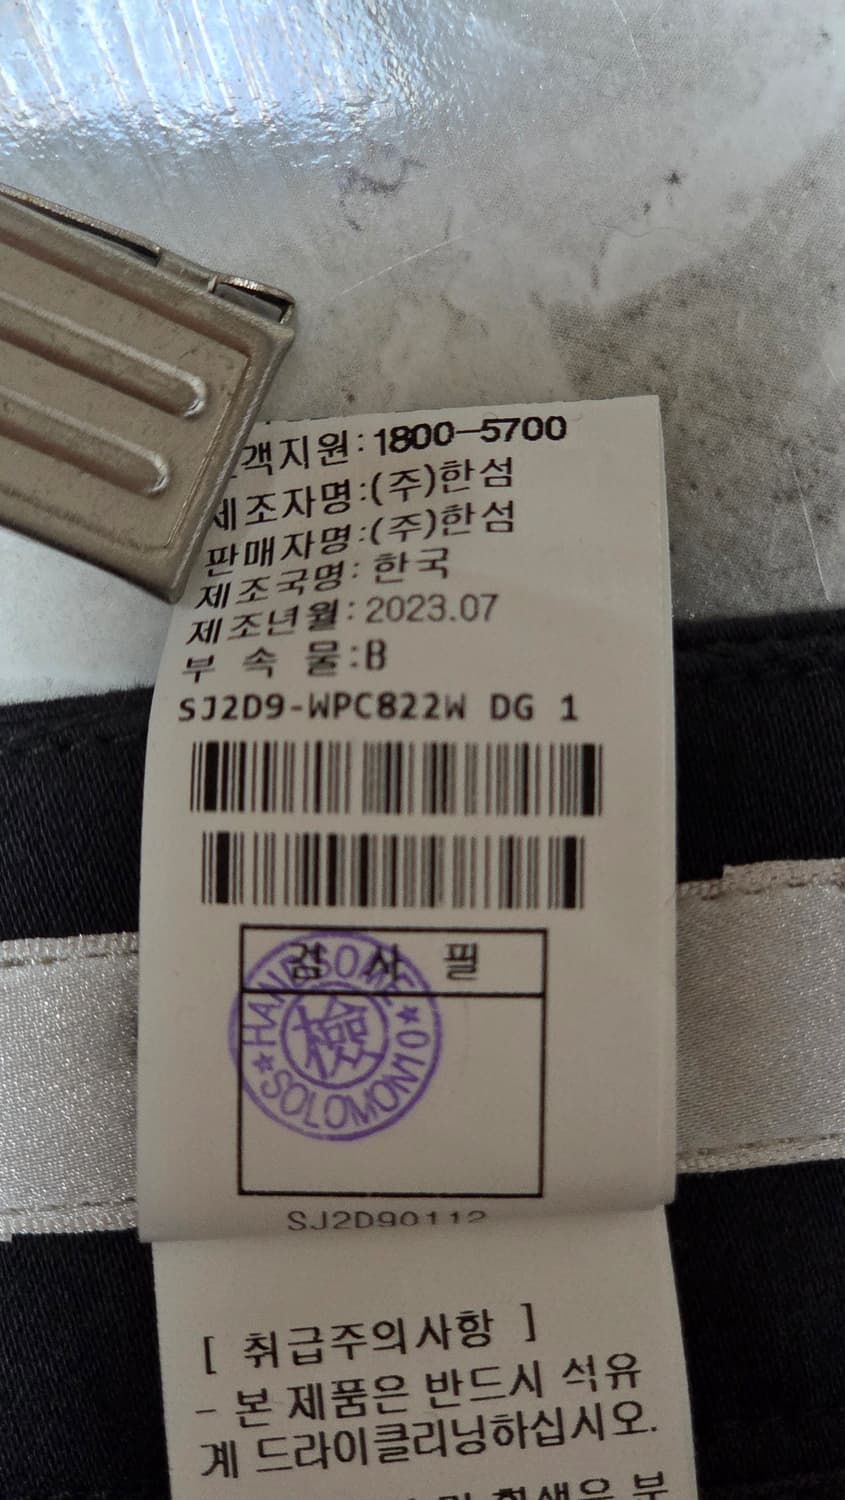 객지원:1800-5700
제조자명:(주)한섬
판매자명:(주)한섬
제조국명: 한국
제조년월:2023.07
부 속 물:B
SJ2D9-WPC822W DG 1
검 사 필
HANDSOME
檢
SOLOMON10
SJ2D90112
[ 취급주의사항 ]
- 본 제품은 반드시 석유
계 드라이클리닝하십시오.